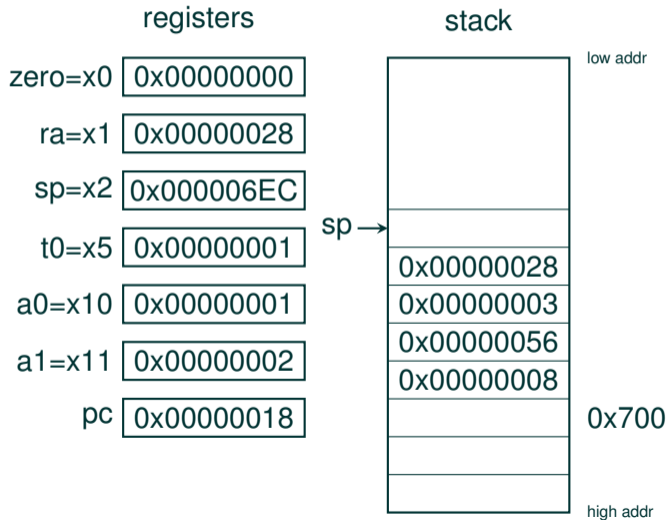 registers
zero=x0 0x00000000
ra=x1 0x00000028
sp=x2 0x000006EC
t0=x5 0x00000001
a0=x10 0x00000001
a1=x11 0x00000002
pc 0x00000018
stack
low addr
sp
0x00000028
0x00000003
0x00000056
0x00000008
0x700
high addr